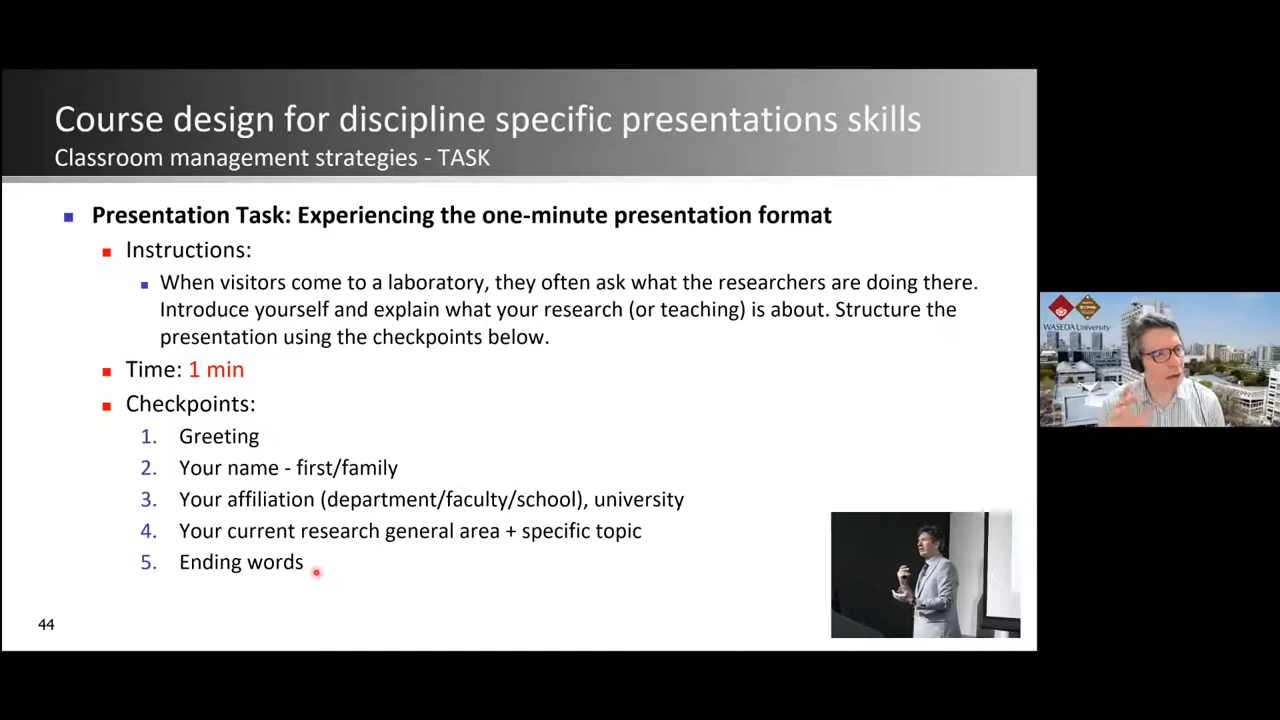 Course design for discipline specific presentations skills
Classroom management strategies - TASK
Presentation Task: Experiencing the one-minute presentation format
Instructions:
When visitors come to a laboratory, they often ask what the researchers are doing there.
Introduce yourself and explain what your research (or teaching) is about. Structure the
presentation using the checkpoints below.
Time: 1 min
Checkpoints:
1. Greeting
2. Your name - first/family
3. Your affiliation (department/faculty/school), university
4. Your current research general area + specific topic
5. Ending words
44
WASEDA University